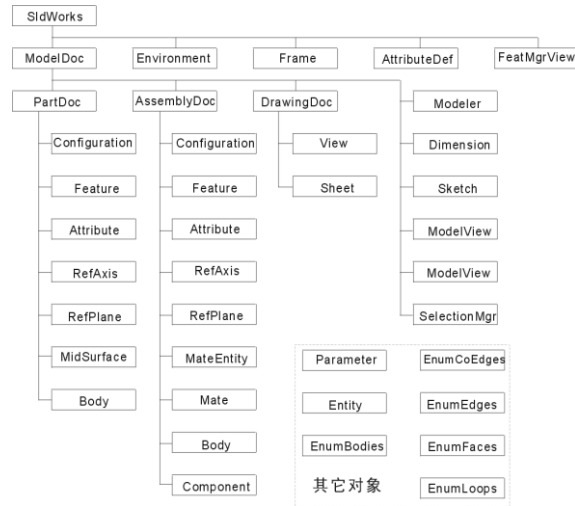 SldWorks
ModelDoc
Environment
Frame
AttributeDef
FeatMgrView
PartDoc
AssemblyDoc
DrawingDoc
Modeler
Configuration
Configuration
View
Dimension
Feature
Feature
Sheet
Sketch
Attribute
Attribute
ModelView
RefAxis
RefAxis
ModelView
RefPlane
RefPlane
SelectionMgr
MidSurface
MateEntity
Parameter
EnumCoEdges
Body
Mate
Entity
EnumEdges
Body
EnumBodies
EnumFaces
Component
其它对象
EnumLoops